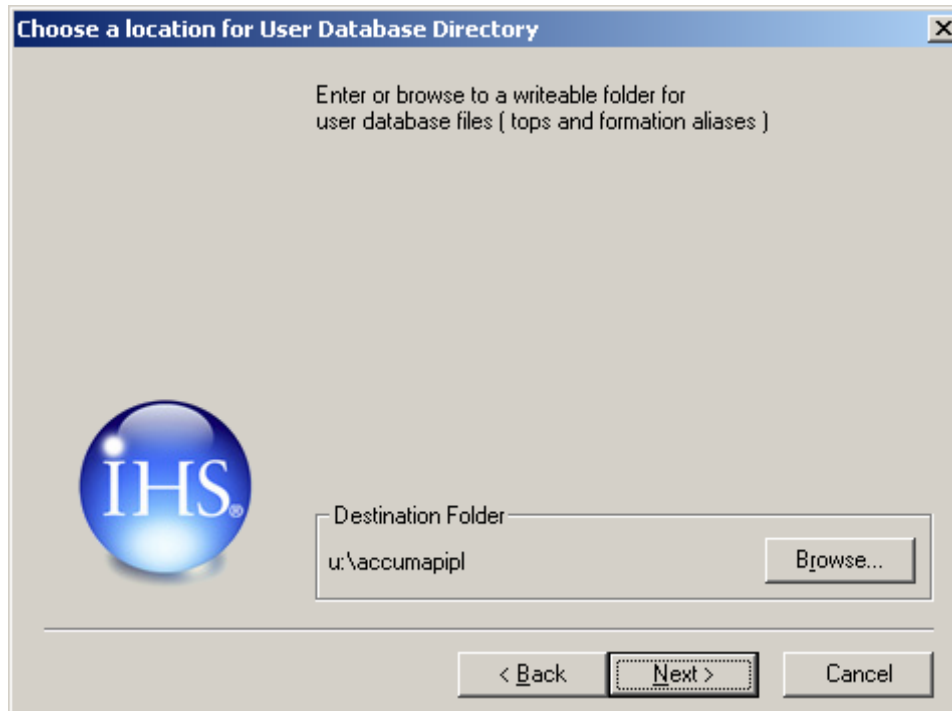 Choose a location for User Database Directory
Enter or browse to a writeable folder for
user database files ( tops and formation aliases )
IHS®
Destination Folder
u:\accumapipl
Browse...
< Back
Next >
Cancel